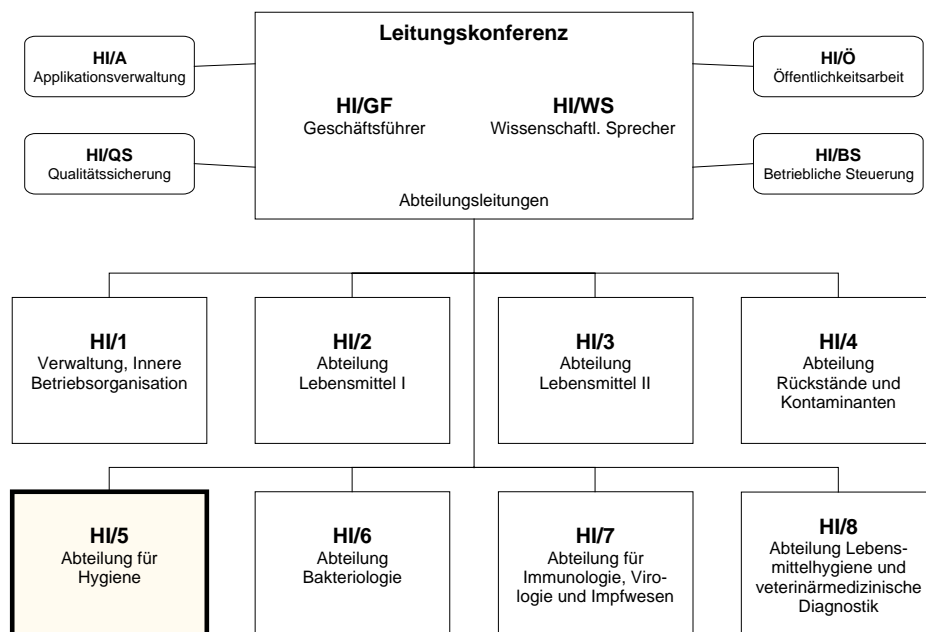 Leitungskonferenz
HI/A
Applikationsverwaltung
HI/Ö
Öffentlichkeitsarbeit
HI/GF
Geschäftsführer
HI/WS
Wissenschaftl. Sprecher
HI/QS
Qualitätssicherung
HI/BS
Betriebliche Steuerung
Abteilungsleitungen
HI/1
Verwaltung, Innere
Betriebsorganisation
HI/2
Abteilung
Lebensmittel I
HI/3
Abteilung
Lebensmittel II
HI/4
Abteilung
Rückstände und
Kontaminanten
HI/5
Abteilung für
Hygiene
HI/6
Abteilung
Bakteriologie
HI/7
Abteilung für
Immunologie, Viro-
logie und Impfwesen
HI/8
Abteilung Lebens-
mittelhygiene und
veterinärmedizinische
Diagnostik